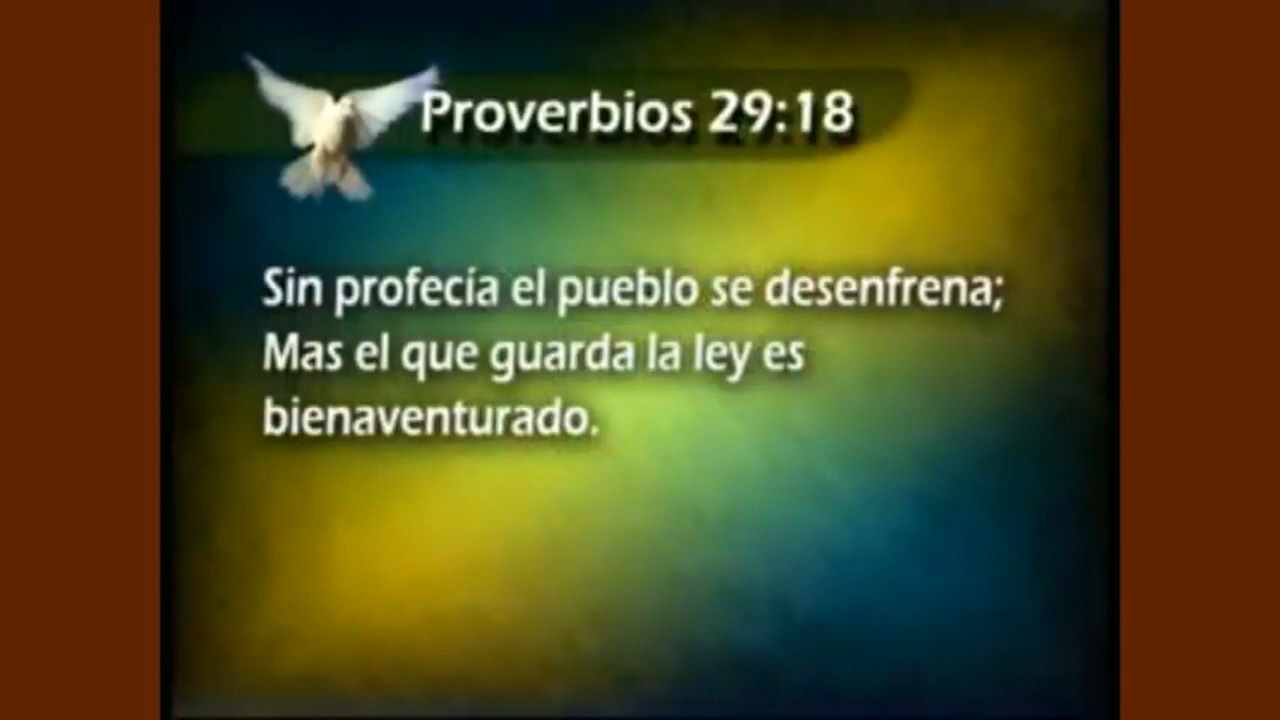 Proverbios 29:18
Sin profecía el pueblo se desenfrena;
Mas el que guarda la ley es
bienaventurado.